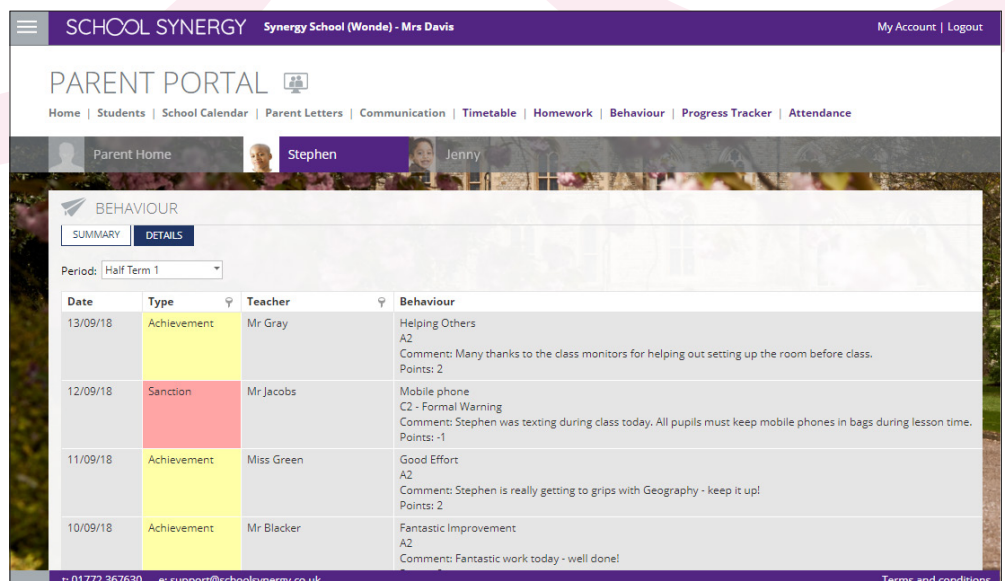 SCHOOL SYNERGY Synergy School (Wonde) - Mrs Davis My Account | Logout
PARENT PORTAL
Home | Students | School Calendar | Parent Letters | Communication | Timetable | Homework | Behaviour | Progress Tracker | Attendance
Parent Home Stephen Jenny
BEHAVIOUR
SUMMARY DETAILS
Period: Half Term 1
Date Type Teacher Behaviour
13/09/18 Achievement Mr Gray Helping Others
A2
Comment: Many thanks to the class monitors for helping out setting up the room before class.
Points: 2
12/09/18 Sanction Mr Jacobs Mobile phone
C2 - Formal Warning
Comment: Stephen was texting during class today. All pupils must keep mobile phones in bags during lesson time.
Points: -1
11/09/18 Achievement Miss Green Good Effort
A2
Comment: Stephen is really getting to grips with Geography - keep it up!
Points: 2
10/09/18 Achievement Mr Blacker Fantastic Improvement
A2
Comment: Fantastic work today - well done!
t: 01772 367630 e: support@schoolsynergy.co.uk Terms and conditions